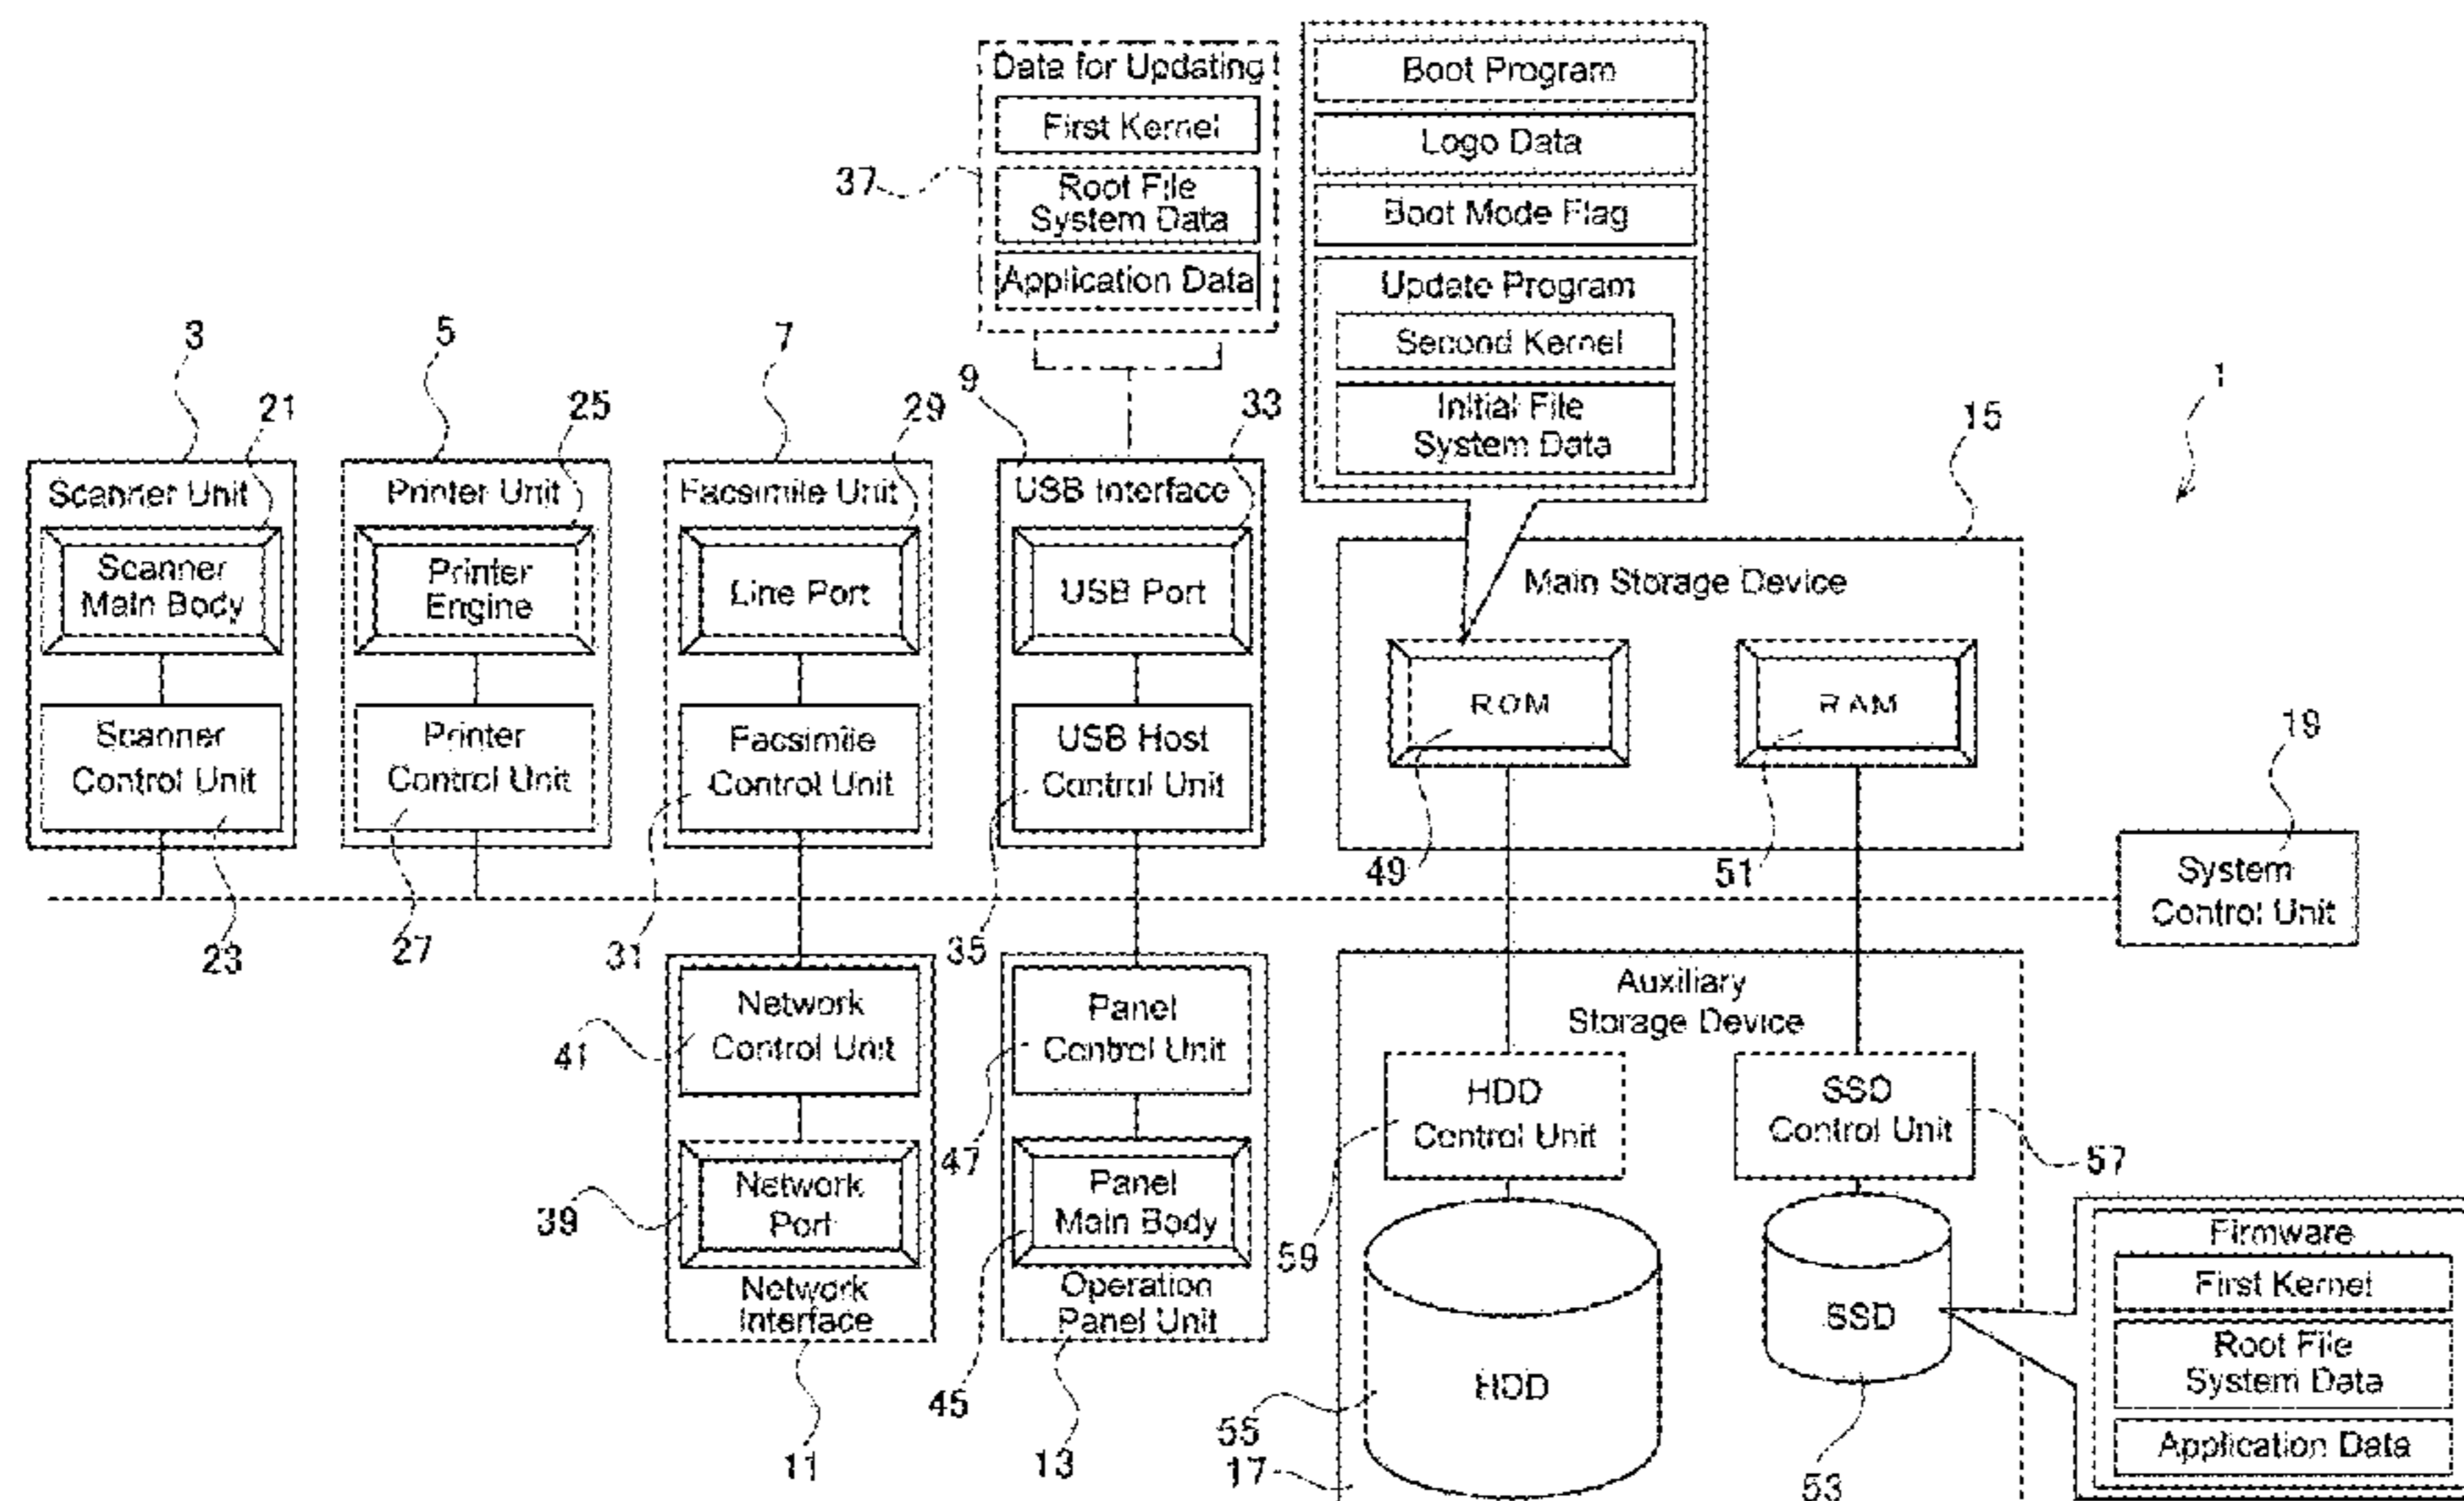 Data for Updating
First Kernel
Root File
System Data
Application Data
37
Boot Program
Logo Data
Boot Mode Flag
Update Program
Second Kernel
Initial File
System Data
1
3
21
5
25
7
29
9
33
15
Scanner Unit
Scanner
Main Body
Scanner
Control Unit
23
Printer Unit
Printer
Engine
Printer
Control Unit
27
Facsimile Unit
Line Port
Facsimile
Control Unit
31
USB Interface
USB Port
USB Host
Control Unit
35
Main Storage Device
ROM
RAM
49
51
19
System
Control Unit
Network
Control Unit
41
Network
Port
39
Network
Interface
11
Panel
Control Unit
47
Panel
Main Body
45
Operation
Panel Unit
13
Auxiliary
Storage Device
HDD
Control Unit
59
SSD
Control Unit
57
HDD
55
17
SSD
53
Firmware
First Kernel
Root File
System Data
Application Data